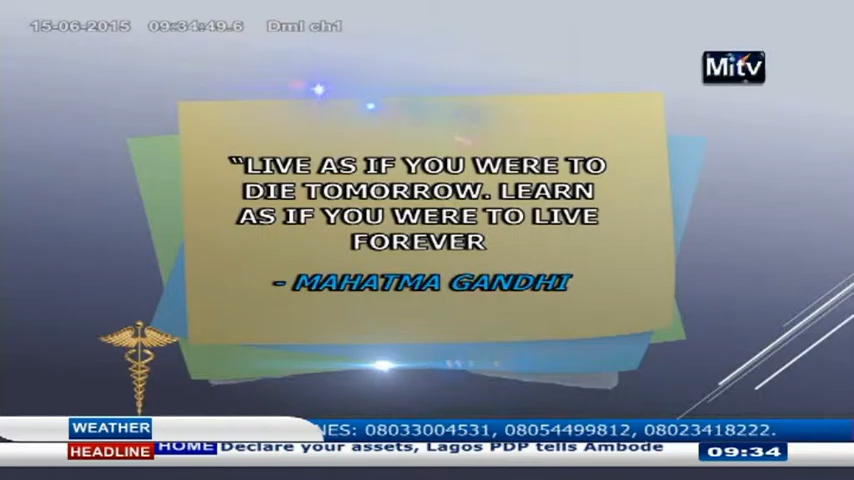 15-06-2015 09:34:49.6 Dml ch1
Mitv
“LIVE AS IF YOU WERE TO
DIE TOMORROW. LEARN
AS IF YOU WERE TO LIVE
FOREVER
- MAHATMA GANDHI
WEATHER
NES: 08033004531, 08054499812, 08023418222.
HEADLINE HOME Declare your assets, Lagos PDP tells Ambode 09:34